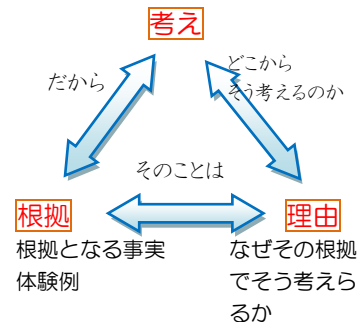 考え
だから
どこから
そう考えるのか
そのことは
根拠
根拠となる事実
体験例
理由
なぜその根拠
でそう考えら
るか